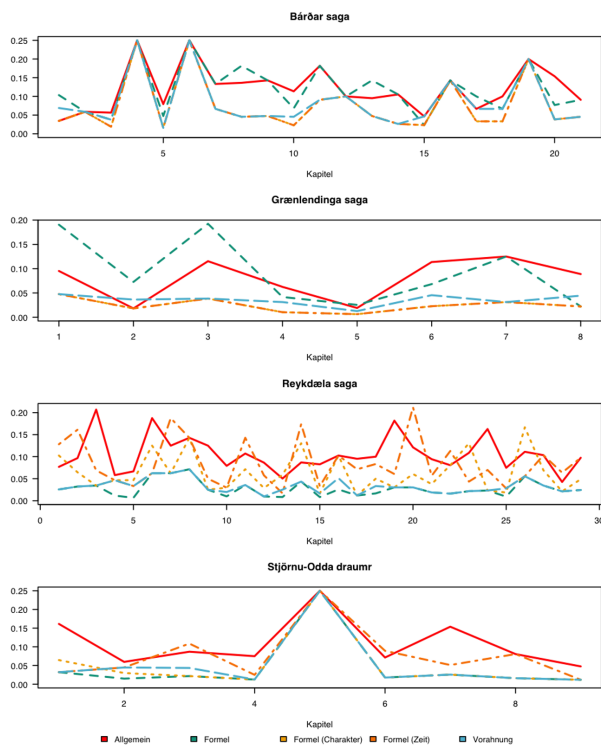 Bárðar saga
0.25
0.20
0.15
0.10
0.05
0.00
5 10 15 20
Kapitel
Grænlendinga saga
0.20
0.15
0.10
0.05
0.00
1 2 3 4 5 6 7 8
Kapitel
Reykdæla saga
0.20
0.15
0.10
0.05
0.00
0 5 10 15 20 25 30
Kapitel
Stjörnu-Odda draumr
0.25
0.20
0.15
0.10
0.05
0.00
2 4 6 8
Kapitel
Allgemein Formel Formel (Charakter) Formel (Zeit) Vorahnung